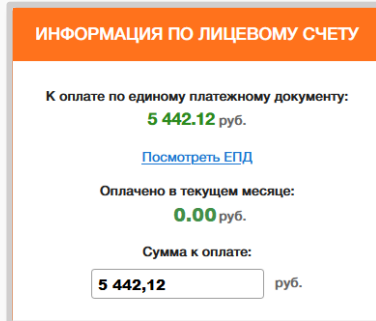 ИНФОРМАЦИЯ ПО ЛИЦЕВОМУ СЧЕТУ
К оплате по единому платежному документу:
5 442.12 руб.
Посмотреть ЕПД
Оплачено в текущем месяце:
0.00 руб.
Сумма к оплате:
5 442,12 руб.